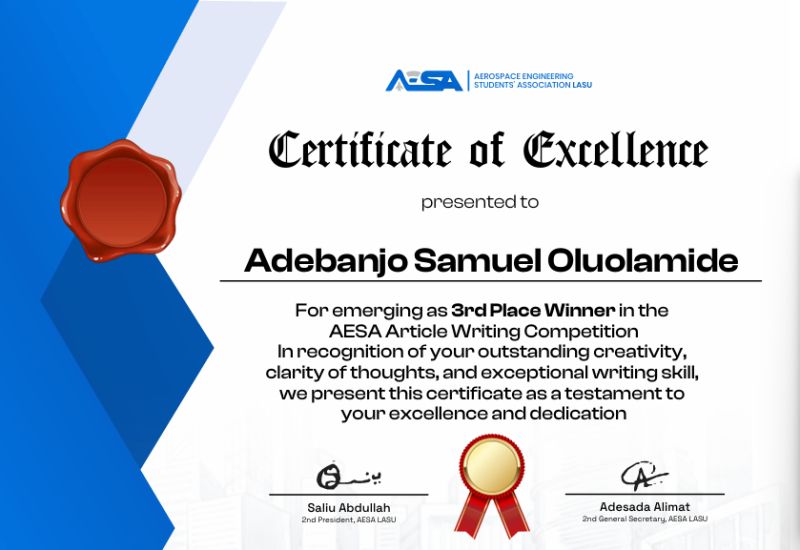 AESA
AEROSPACE ENGINEERING
STUDENTS' ASSOCIATION LASU
Certificate of Excellence
presented to
Adebanjo Samuel Oluolamide
For emerging as 3rd Place Winner in the
AESA Article Writing Competition
In recognition of your outstanding creativity,
clarity of thoughts, and exceptional writing skill,
we present this certificate as a testament to
your excellence and dedication
Saliu Abdullah
2nd President, AESA LASU
Adesada Alimat
2nd General Secretary, AESA LASU